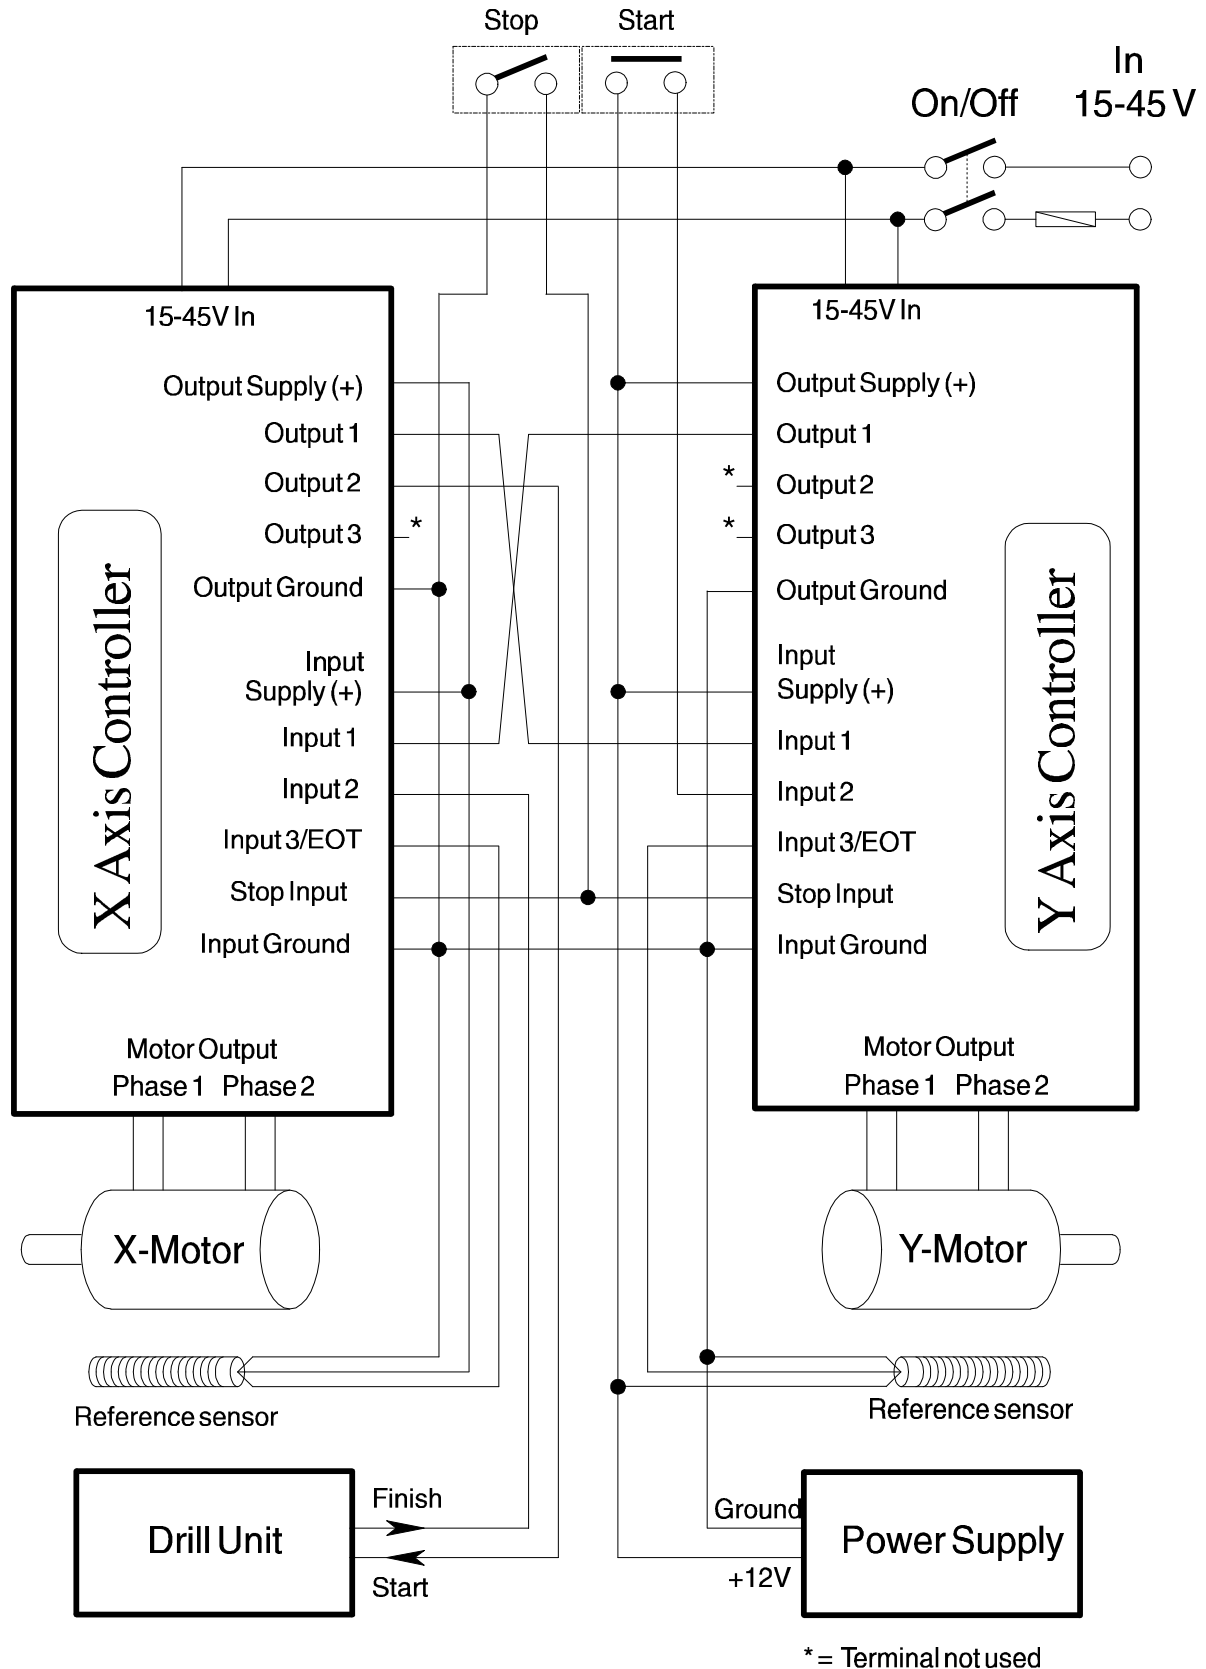 Stop
Start
In
15-45 V
On/Off
15-45V In
Output Supply (+)
Output 1
Output 2
Output 3
*
Output Ground
Input
Supply (+)
Input 1
Input 2
Input 3/EOT
Stop Input
Input Ground
X Axis Controller
Motor Output
Phase 1 Phase 2
15-45V In
Output Supply (+)
Output 1
*
Output 2
*
Output 3
Output Ground
Input
Supply (+)
Input 1
Input 2
Input 3/EOT
Stop Input
Input Ground
Y Axis Controller
Motor Output
Phase 1 Phase 2
X-Motor
Y-Motor
Reference sensor
Reference sensor
Drill Unit
Finish
Start
Ground
+12V
Power Supply
* = Terminal not used